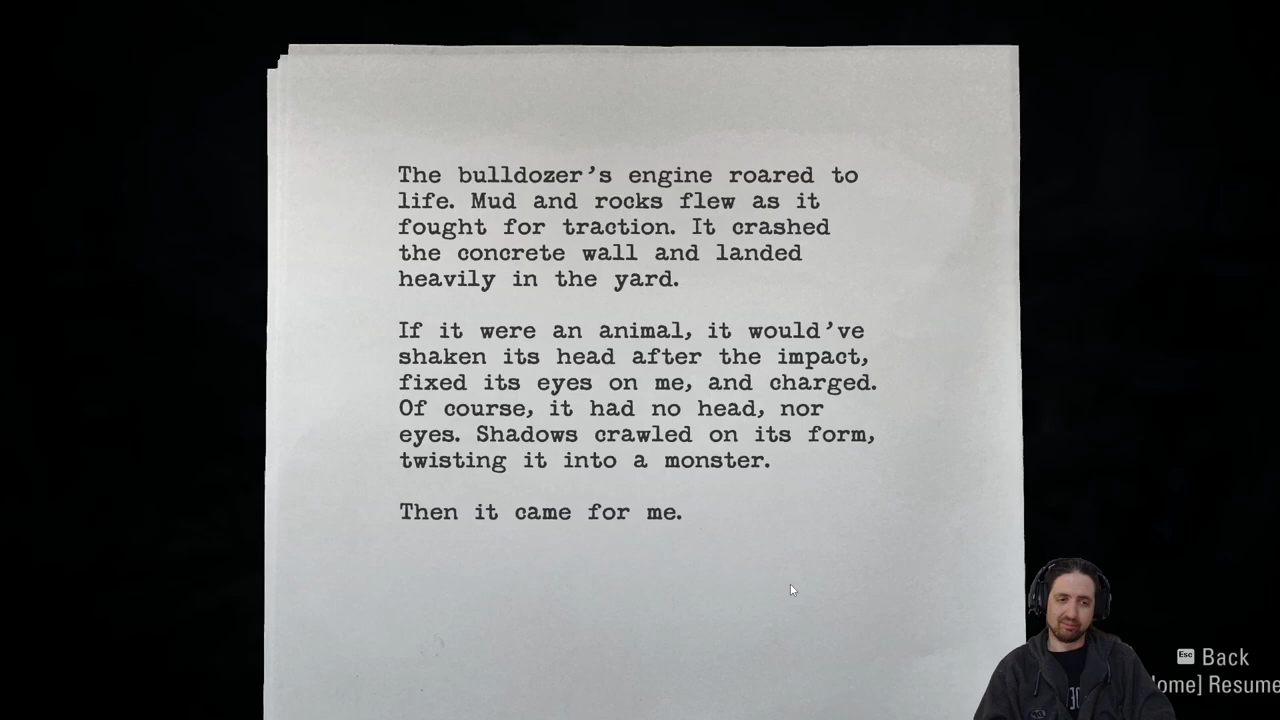 The bulldozer’s engine roared to
life. Mud and rocks flew as it
fought for traction. It crashed
the concrete wall and landed
heavily in the yard.
If it were an animal, it would’ve
shaken its head after the impact,
fixed its eyes on me, and charged.
Of course, it had no head, nor
eyes. Shadows crawled on its form,
twisting it into a monster.
Then it came for me.
Esc Back
ome] Resume